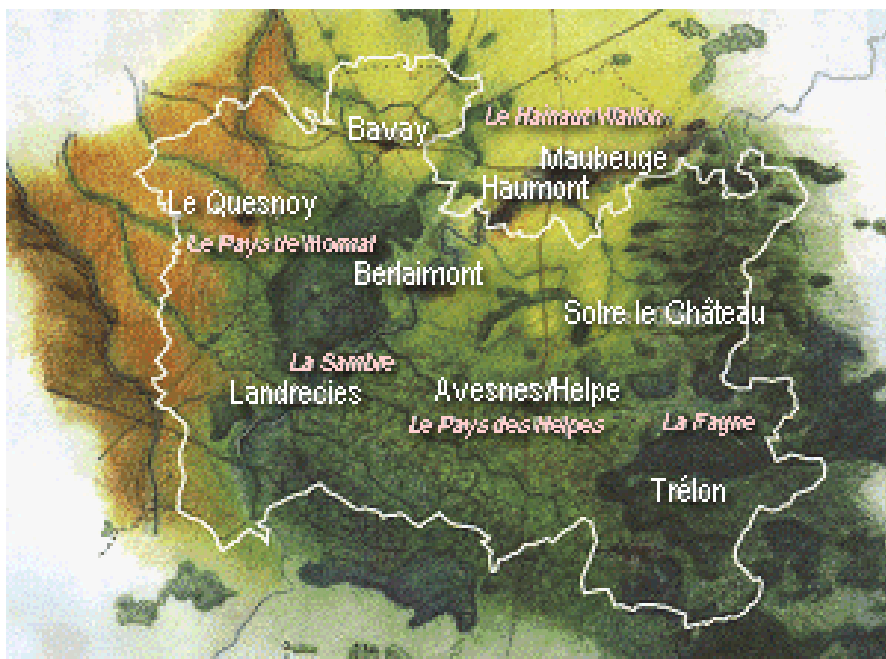 Bavay
Le Hainaut Wallon
Maubeuge
Haumont
Le Quesnoy
Le Pays de Mormal
Berlaimont
Solre le Château
La Sambre
Landrecies
Avesnes/Helpe
Le Pays des Helpes
La Fagne
Trélon